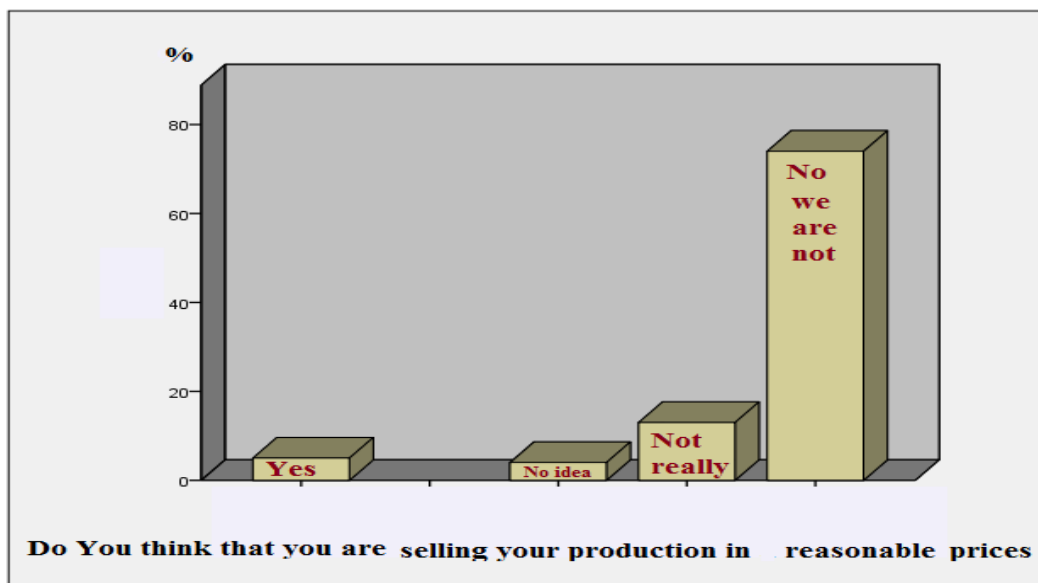 %
80
60
40
20
0
Yes
No idea
Not
really
No
we
are
not
Do You think that you are selling your production in reasonable prices